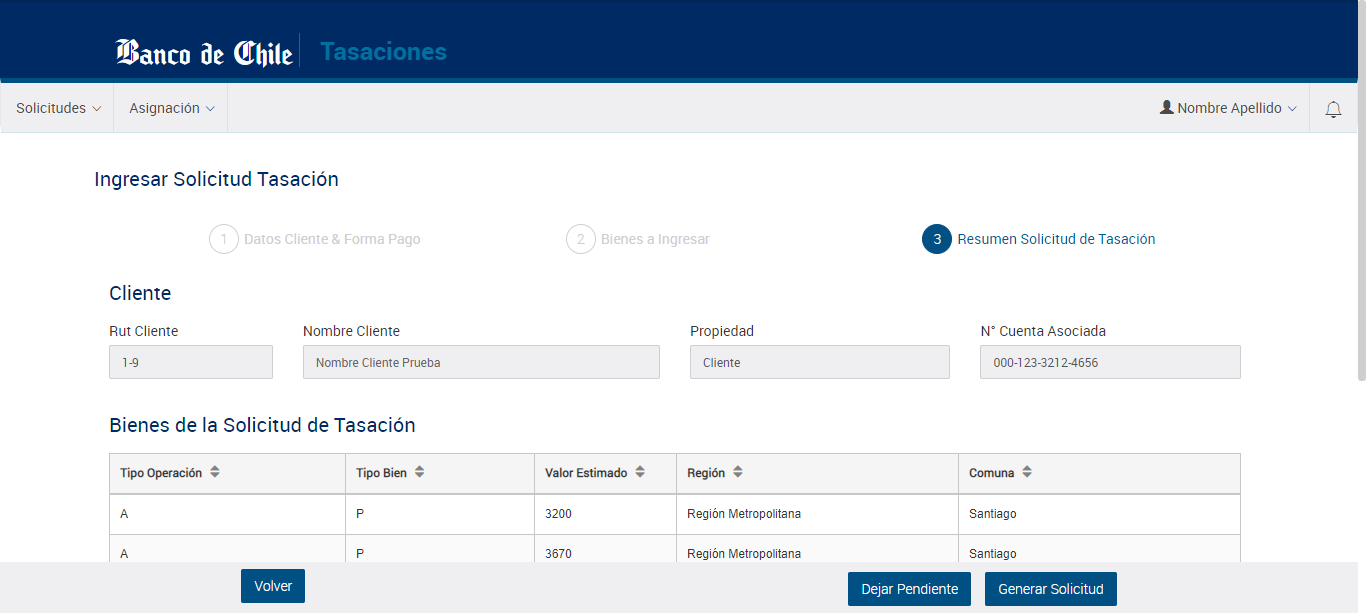 Banco de Chile Tasaciones
Solicitudes Asignación Nombre Apellido
Ingresar Solicitud Tasación
1 Datos Cliente & Forma Pago 2 Bienes a Ingresar 3 Resumen Solicitud de Tasación
Cliente
Rut Cliente Nombre Cliente Propiedad N° Cuenta Asociada
1-9 Nombre Cliente Prueba Cliente 000-123-3212-4656
Bienes de la Solicitud de Tasación
Tipo Operación Tipo Bien Valor Estimado Región Comuna
A P 3200 Región Metropolitana Santiago
A P 3670 Región Metropolitana Santiago
Volver Dejar Pendiente Generar Solicitud